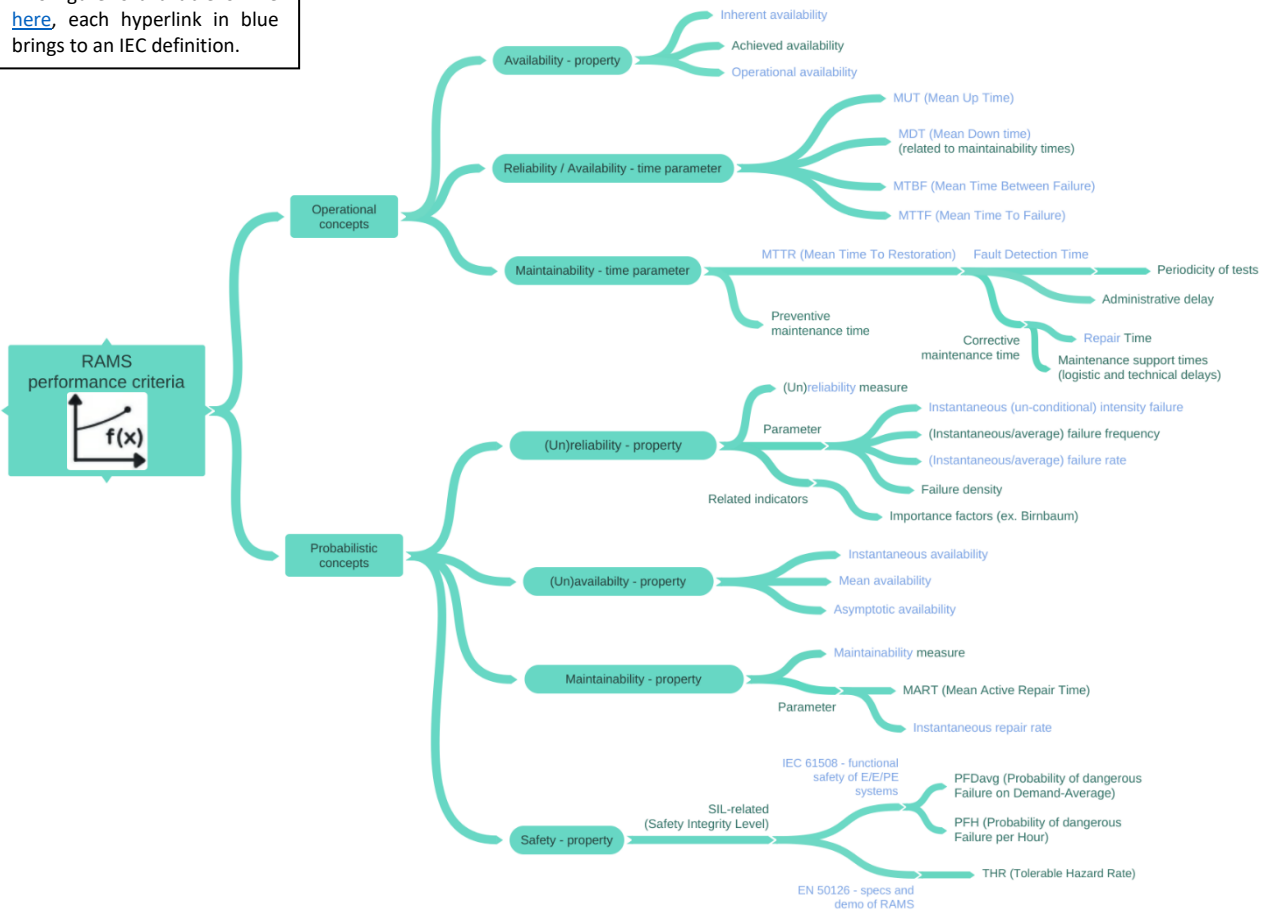 here, each hyperlink in blue
brings to an IEC definition.
Inherent availability
Availability - property
Achieved availability
Operational availability
MUT (Mean Up Time)
MDT (Mean Down time)
(related to maintainability times)
Reliability / Availability - time parameter
MTBF (Mean Time Between Failure)
MTTF (Mean Time To Failure)
Operational
concepts
MTTR (Mean Time To Restoration)
Fault Detection Time
Maintainability - time parameter
Periodicity of tests
Administrative delay
Preventive
maintenance time
Corrective
maintenance time
Repair Time
Maintenance support times
(logistic and technical delays)
RAMS
performance criteria
f(x)
(Un)reliability measure
Instantaneous (un-conditional) intensity failure
Parameter
(Instantaneous/average) failure frequency
(Un)reliability - property
(Instantaneous/average) failure rate
Failure density
Related indicators
Importance factors (ex. Birnbaum)
Probabilistic
concepts
Instantaneous availability
(Un)availabilty - property
Mean availability
Asymptotic availability
Maintainability measure
Maintainability - property
MART (Mean Active Repair Time)
Parameter
Instantaneous repair rate
IEC 61508 - functional
safety of E/E/PE
systems
PFDavg (Probability of dangerous
Failure on Demand-Average)
SIL-related
(Safety Integrity Level)
PFH (Probability of dangerous
Failure per Hour)
Safety - property
THR (Tolerable Hazard Rate)
EN 50126 - specs and
demo of RAMS